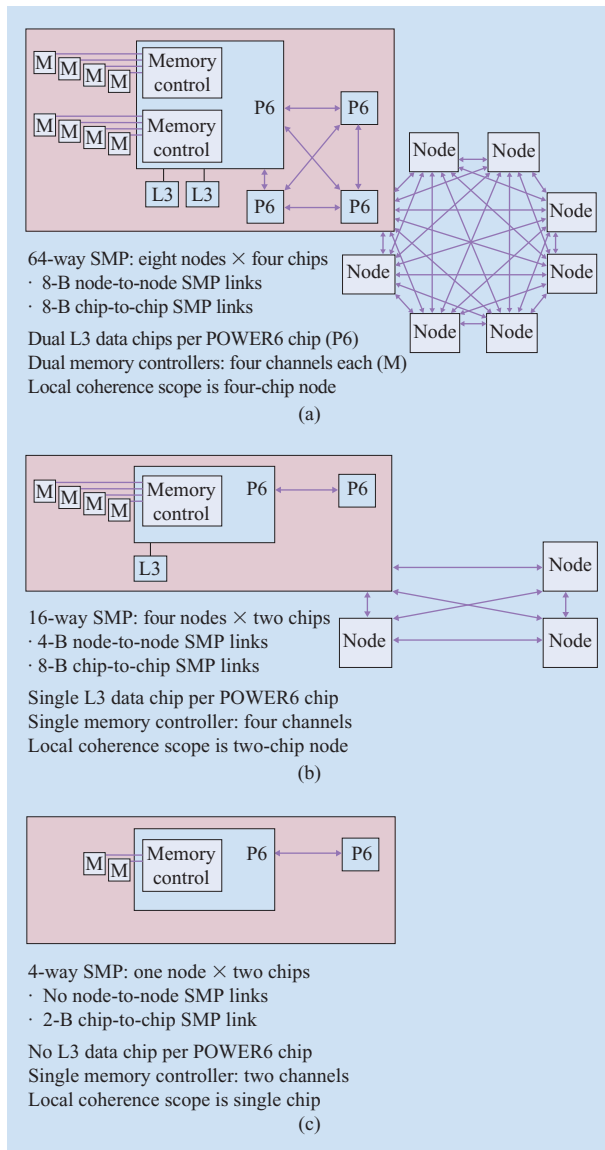 M
M
M
M
Memory
control
P6
P6
M
M
M
M
Memory
control
L3
L3
P6
P6
Node
Node
Node
Node
Node
Node
Node
64-way SMP: eight nodes × four chips
· 8-B node-to-node SMP links
· 8-B chip-to-chip SMP links
Dual L3 data chips per POWER6 chip (P6)
Dual memory controllers: four channels each (M)
Local coherence scope is four-chip node
(a)
M
M
M
M
Memory
control
P6
P6
L3
Node
Node
Node
16-way SMP: four nodes × two chips
· 4-B node-to-node SMP links
· 8-B chip-to-chip SMP links
Single L3 data chip per POWER6 chip
Single memory controller: four channels
Local coherence scope is two-chip node
(b)
M
M
Memory
control
P6
P6
4-way SMP: one node × two chips
· No node-to-node SMP links
· 2-B chip-to-chip SMP link
No L3 data chip per POWER6 chip
Single memory controller: two channels
Local coherence scope is single chip
(c)